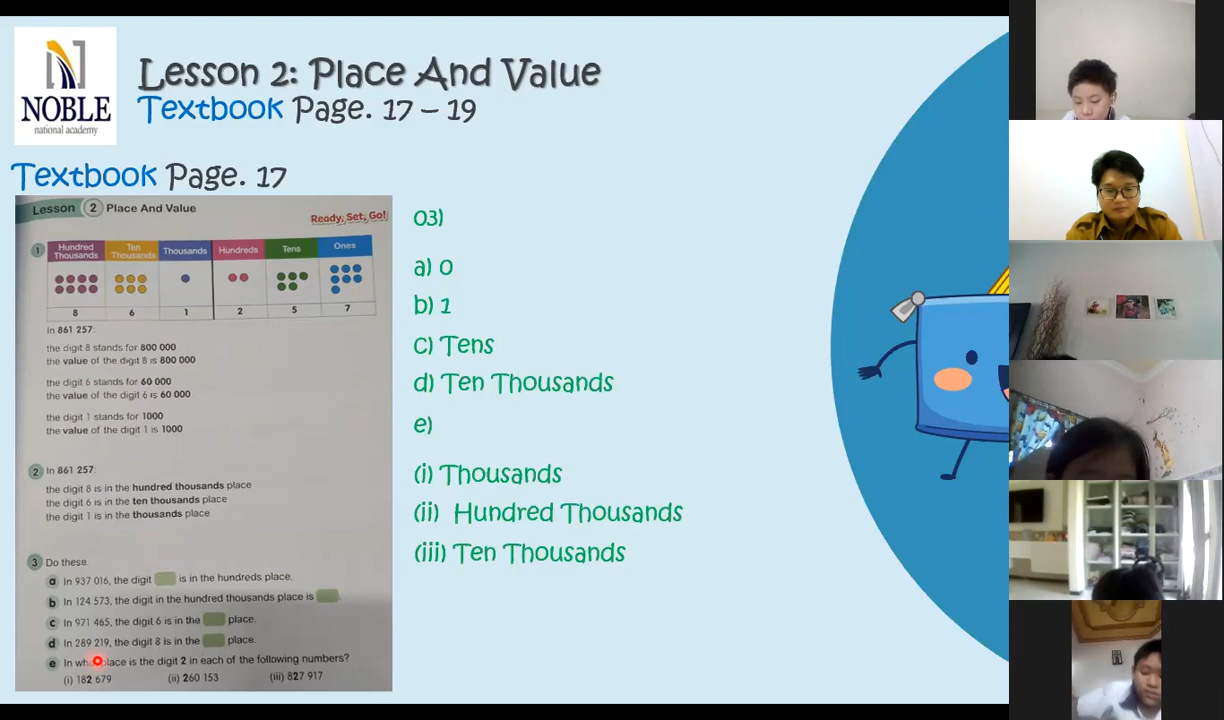 NOBLE
national academy
Lesson 2: Place And Value
Textbook Page. 17 – 19
Textbook Page. 17
Lesson 2 Place And Value
Ready, Set, Go!
1
Hundred Thousands Ten Thousands Thousands Hundreds Tens Ones
8 6 1 2 5 7
In 861 257:
the digit 8 stands for 800 000
the value of the digit 8 is 800 000
the digit 6 stands for 60 000
the value of the digit 6 is 60 000
the digit 1 stands for 1000
the value of the digit 1 is 1000
2 In 861 257:
the digit 8 is in the hundred thousands place
the digit 6 is in the ten thousands place
the digit 1 is in the thousands place
3 Do these.
a In 937 016, the digit is in the hundreds place.
b In 124 573, the digit in the hundred thousands place is .
c In 971 465, the digit 6 is in the place.
d In 289 219, the digit 8 is in the place.
e In place is the digit 2 in each of the following numbers?
(i) 182 679 (ii) 260 153 (iii) 827 917
03)
a) 0
b) 1
c) Tens
d) Ten Thousands
e)
(i) Thousands
(ii) Hundred Thousands
(iii) Ten Thousands